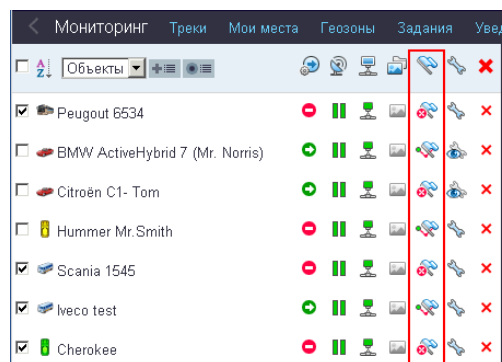 Мониторинг Треки Мои места Геозоны Задания Увед
A Z Объекты
Peugout 6534
BMW ActiveHybrid 7 (Mr. Norris)
Citroën C1- Tom
Hummer Mr.Smith
Scania 1545
Iveco test
Cherokee